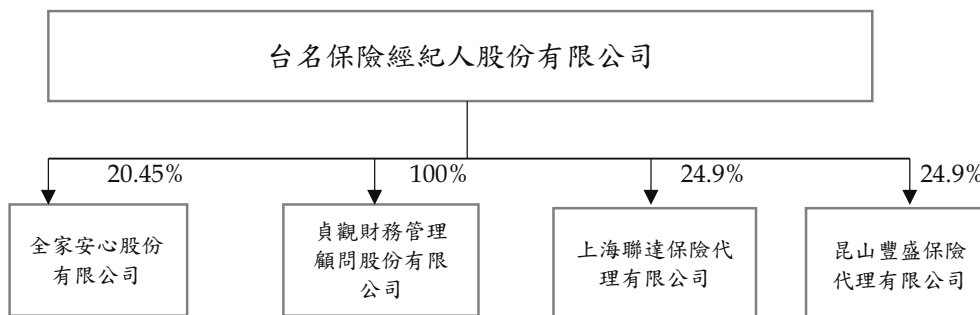 台名保險經紀人股份有限公司
20.45%
100%
24.9%
24.9%
全家安心股份
有限公司
貞觀財務管理
顧問股份有限
公司
上海聯達保險代
理有限公司
昆山豐盛保險
代理有限公司